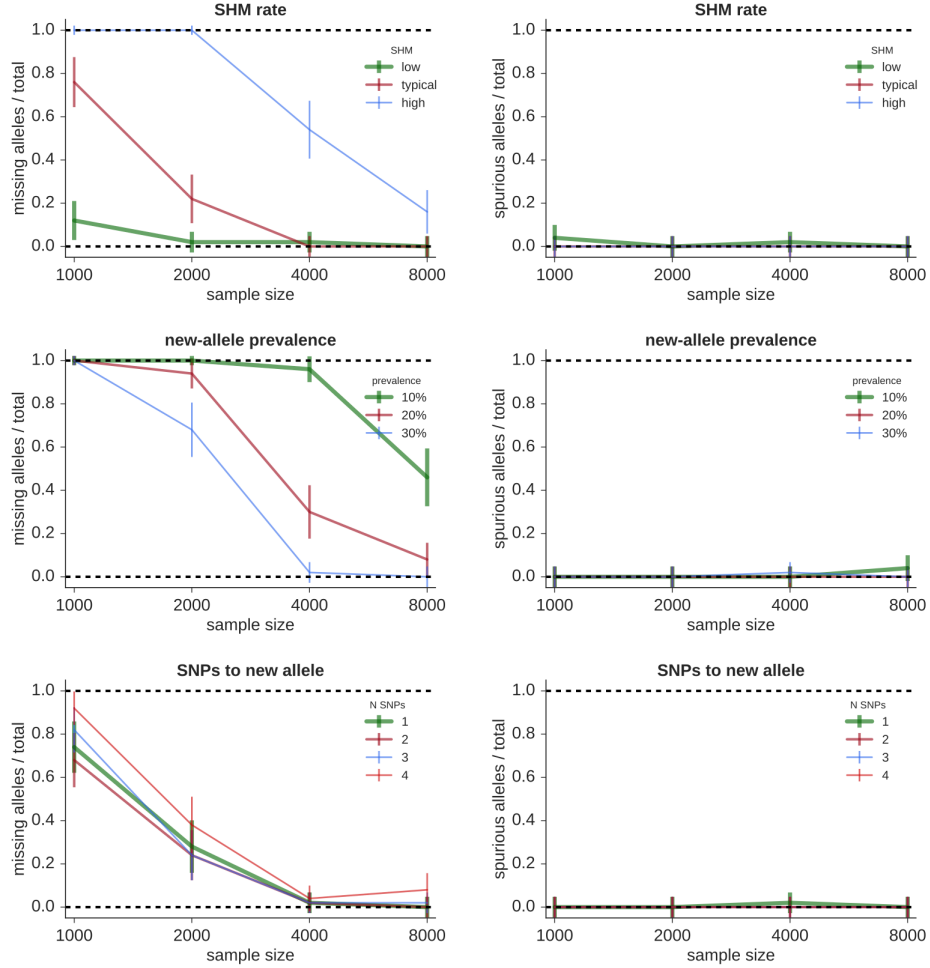 SHM rate
missing alleles / total
1.0
0.8
0.6
0.4
0.2
0.0
SHM
low
typical
high
1000 2000 4000 8000
sample size
SHM rate
spurious alleles / total
1.0
0.8
0.6
0.4
0.2
0.0
SHM
low
typical
high
1000 2000 4000 8000
sample size
new-allele prevalence
missing alleles / total
1.0
0.8
0.6
0.4
0.2
0.0
prevalence
10%
20%
30%
1000 2000 4000 8000
sample size
new-allele prevalence
spurious alleles / total
1.0
0.8
0.6
0.4
0.2
0.0
prevalence
10%
20%
30%
1000 2000 4000 8000
sample size
SNPs to new allele
missing alleles / total
1.0
0.8
0.6
0.4
0.2
0.0
N SNPs
1
2
3
4
1000 2000 4000 8000
sample size
SNPs to new allele
spurious alleles / total
1.0
0.8
0.6
0.4
0.2
0.0
N SNPs
1
2
3
4
1000 2000 4000 8000
sample size